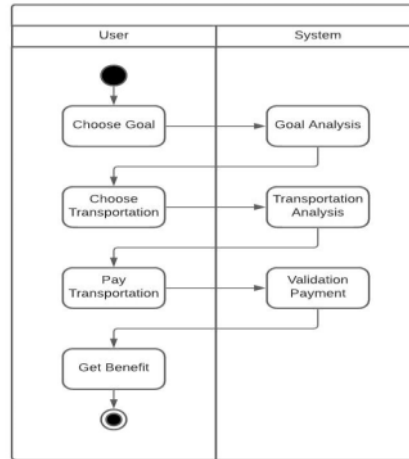 User
System
Choose Goal
Goal Analysis
Choose
Transportation
Transportation
Analysis
Pay
Transportation
Validation
Payment
Get Benefit